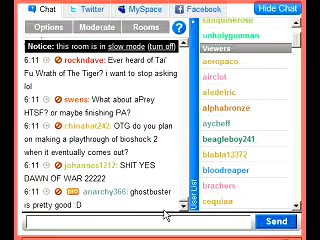 Chat Twitter MySpace Facebook Hide Chat
Options Moderate Rooms ?
Notice: this room is in slow mode (turn off)
6:11 rockndave: Ever heard of Tai
Fu Wrath of The Tiger? i want to stop asking
lol
6:11 swens: What about aPrey
HTSF? or maybe finishing PA?
6:11 chinabat242: OTG do you plan
on making a playthrough of bioshock 2
when it eventually comes out?
6:11 johannes1212: SHIT YES
DAWN OF WAR 22222
6:11 anarchy366: ghostbuster
is pretty good :D
User List
sanquinerose
unholygunman
Viewers
aeropaco
airclot
aladelric
alphabronze
aycheff
beagleboy241
blabla13372
bloodreaper
brachers
cequiaa
Send